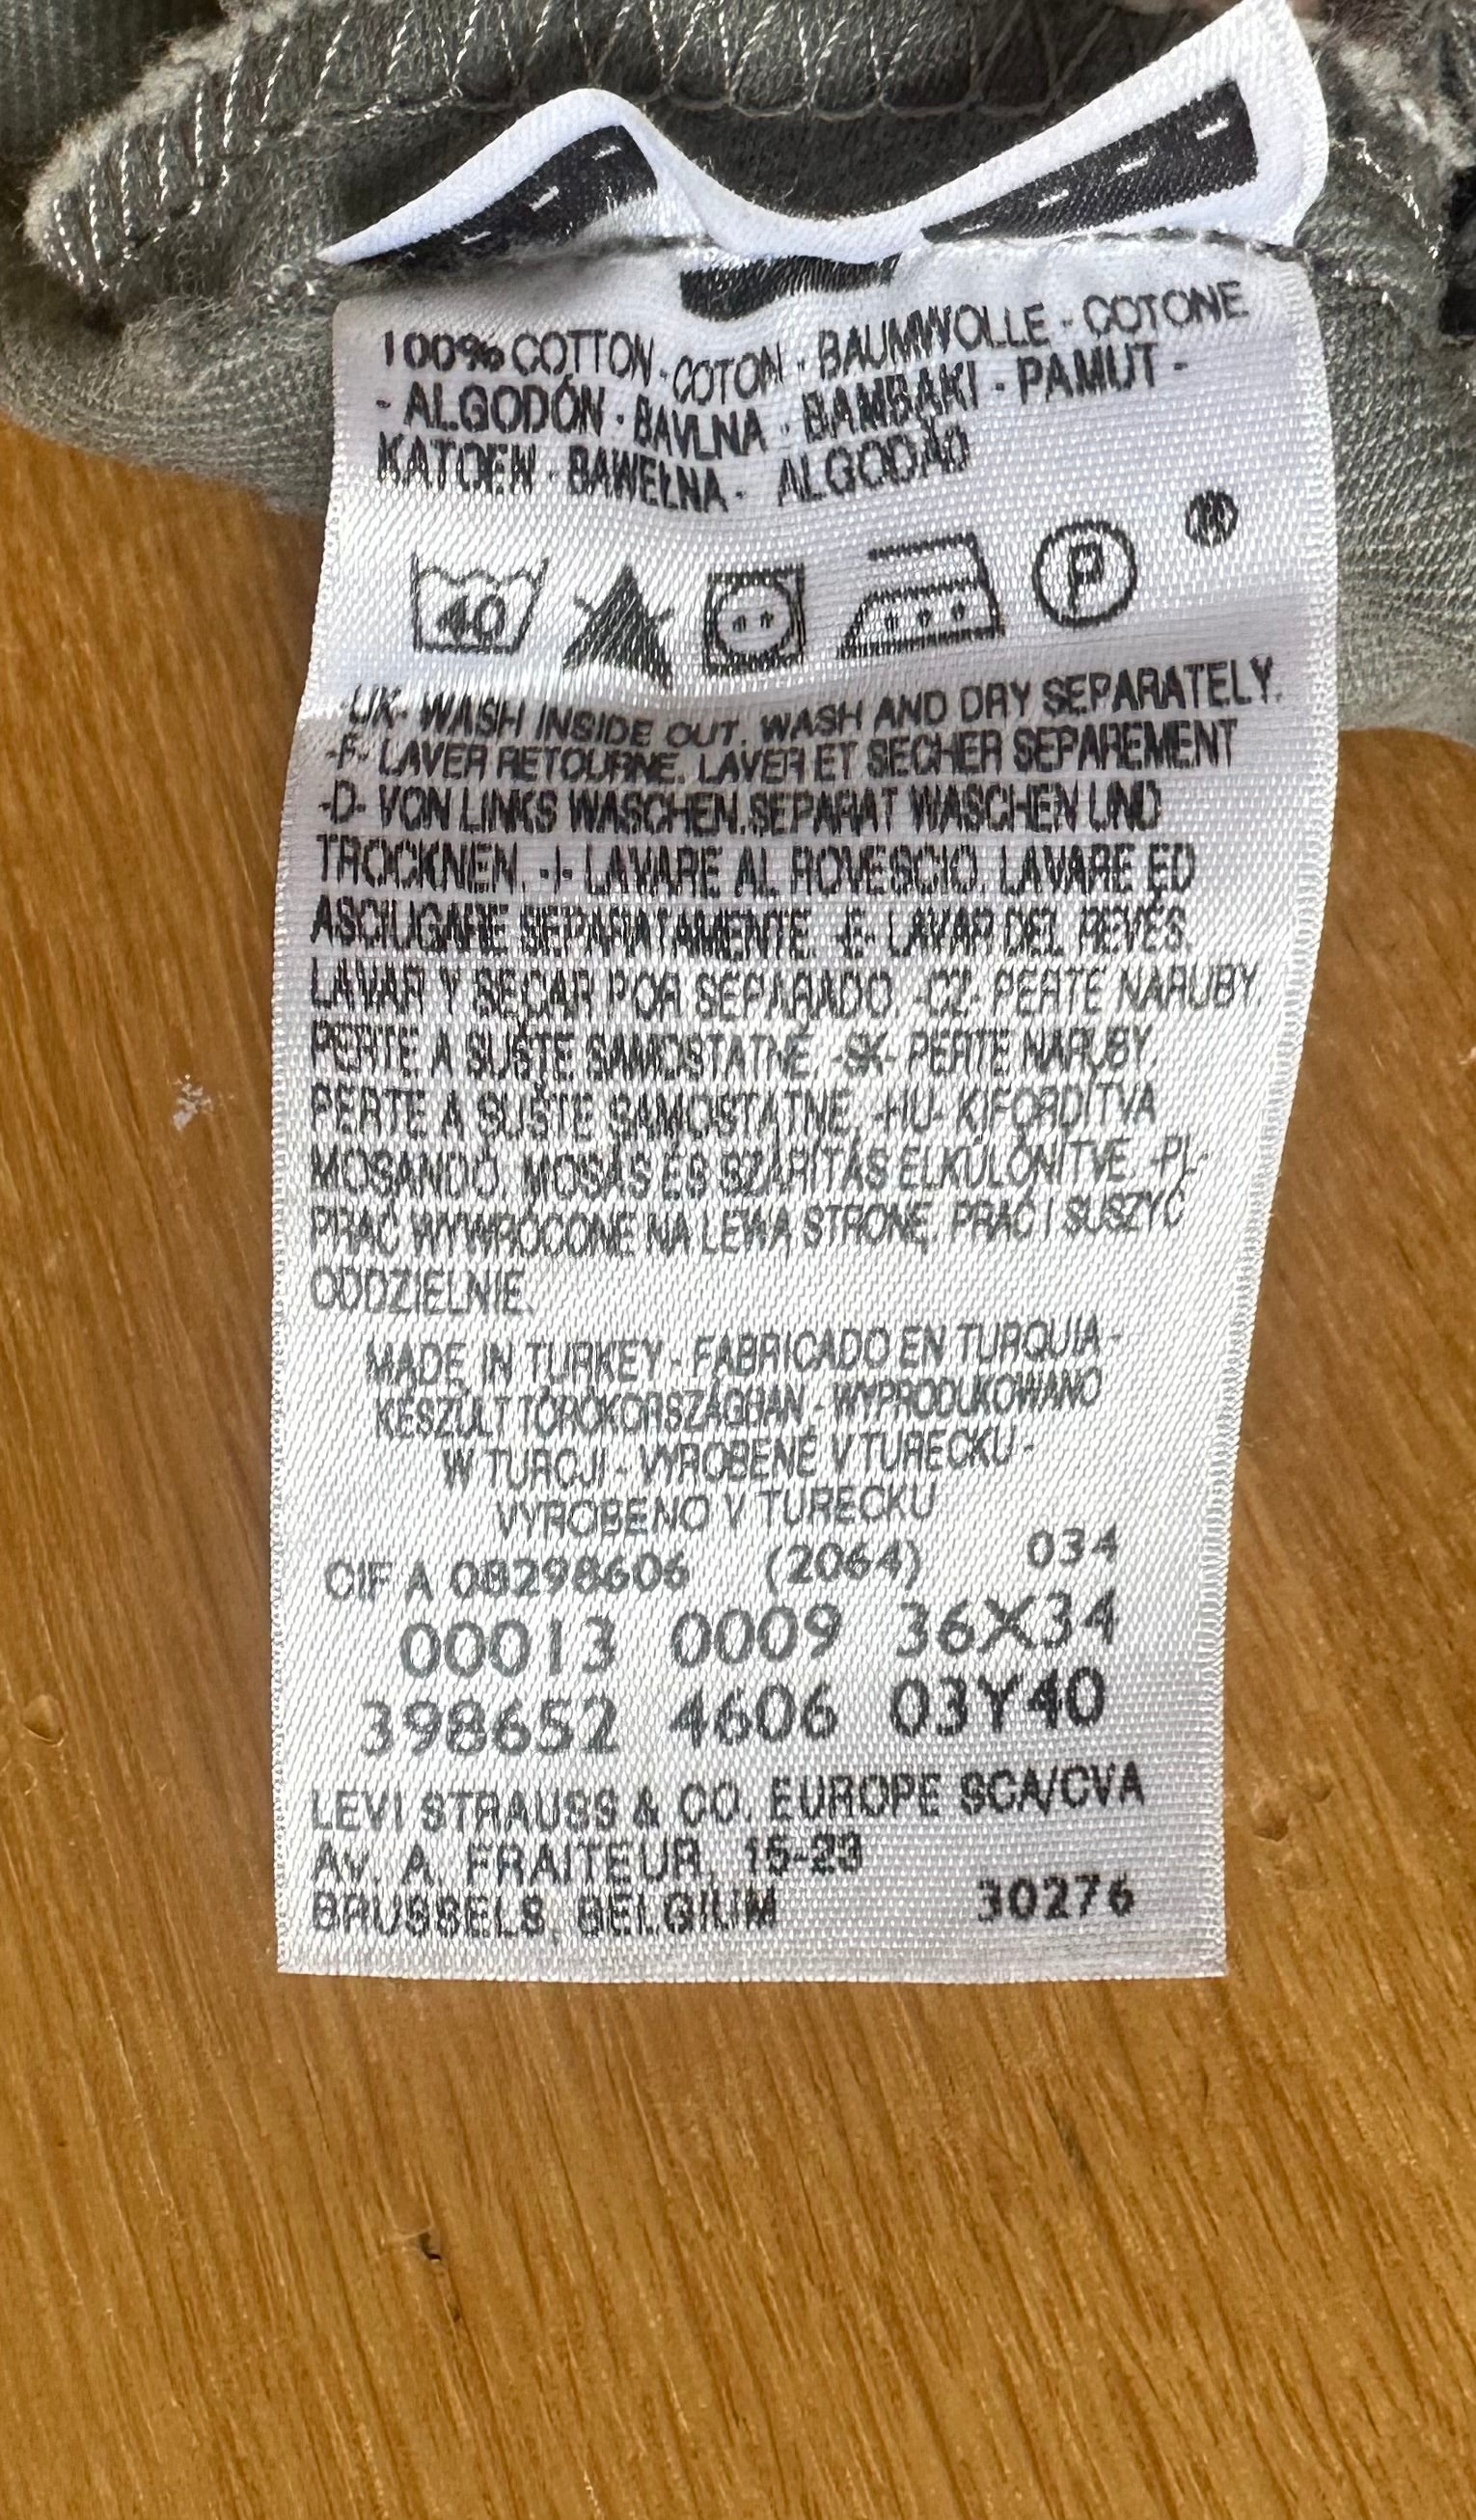 100% COTTON - COTON - BAUMWOLLE - COTONE
- ALGODÓN - BAVLNA - BAMBAKI - PAMUT -
KATOEN - BAWEŁNA - ALGODÃO
40 P ®
-UK- WASH INSIDE OUT. WASH AND DRY SEPARATELY.
-F- LAVER RETOURNE. LAVER ET SECHER SEPAREMENT
-D- VON LINKS WASCHEN. SEPARAT WASCHEN UND
TROCKNEN. -I- LAVARE AL ROVESCIO. LAVARE ED
ASCIUGARE SEPARATAMENTE. -E- LAVAR DEL REVÉS.
LAVAR Y SECAR POR SEPARADO. -CZ- PERTE NARUBY.
PERTE A SUŠTE SAMOSTATNĚ. -SK- PERTE NARUBY.
PERTE A SUŠTE SAMOSTATNE. -HU- KIFORDÍTVA
MOSANDÓ. MOSÁS ÉS SZÁRÍTÁS ELKÜLÖNÍTVE. -PL-
PRAĆ WYWRÓCONE NA LEWĄ STRONĘ. PRAĆ I SUSZYĆ
ODDZIELNIE.
MADE IN TURKEY - FABRICADO EN TURQUIA -
KÉSZÜLT TÖRÖKORSZÁGBAN - WYPRODUKOWANO
W TURCJI - VYROBENÉ V TURECKU -
VYROBENO V TURECKU
CIF A 08298606 (2064) 034
00013 0009 36X34
398652 4606 03Y40
LEVI STRAUSS & CO. EUROPE SCA/CVA
Av. A. FRAITEUR, 15-23
BRUSSELS, BELGIUM 30276